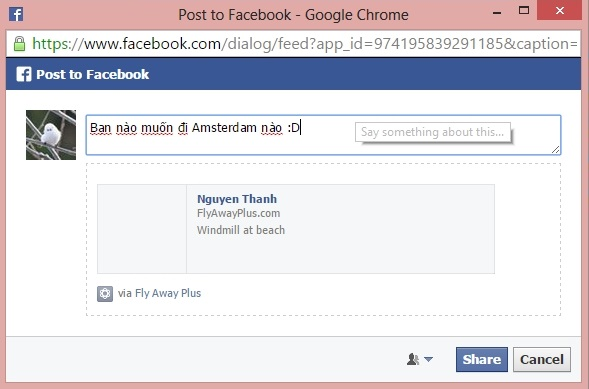 Post to Facebook - Google Chrome
https://www.facebook.com/dialog/feed?app_id=974195839291185&caption=
Post to Facebook
Bạn nào muốn đi Amsterdam nào :D
Say something about this...
Nguyen Thanh
FlyAwayPlus.com
Windmill at beach
via Fly Away Plus
Share Cancel